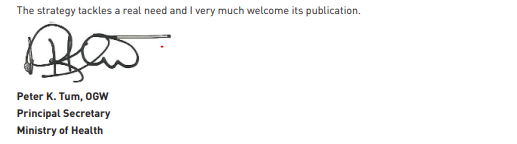 The strategy tackles a real need and I very much welcome its publication.
Peter K. Tum, OGW
Principal Secretary
Ministry of Health